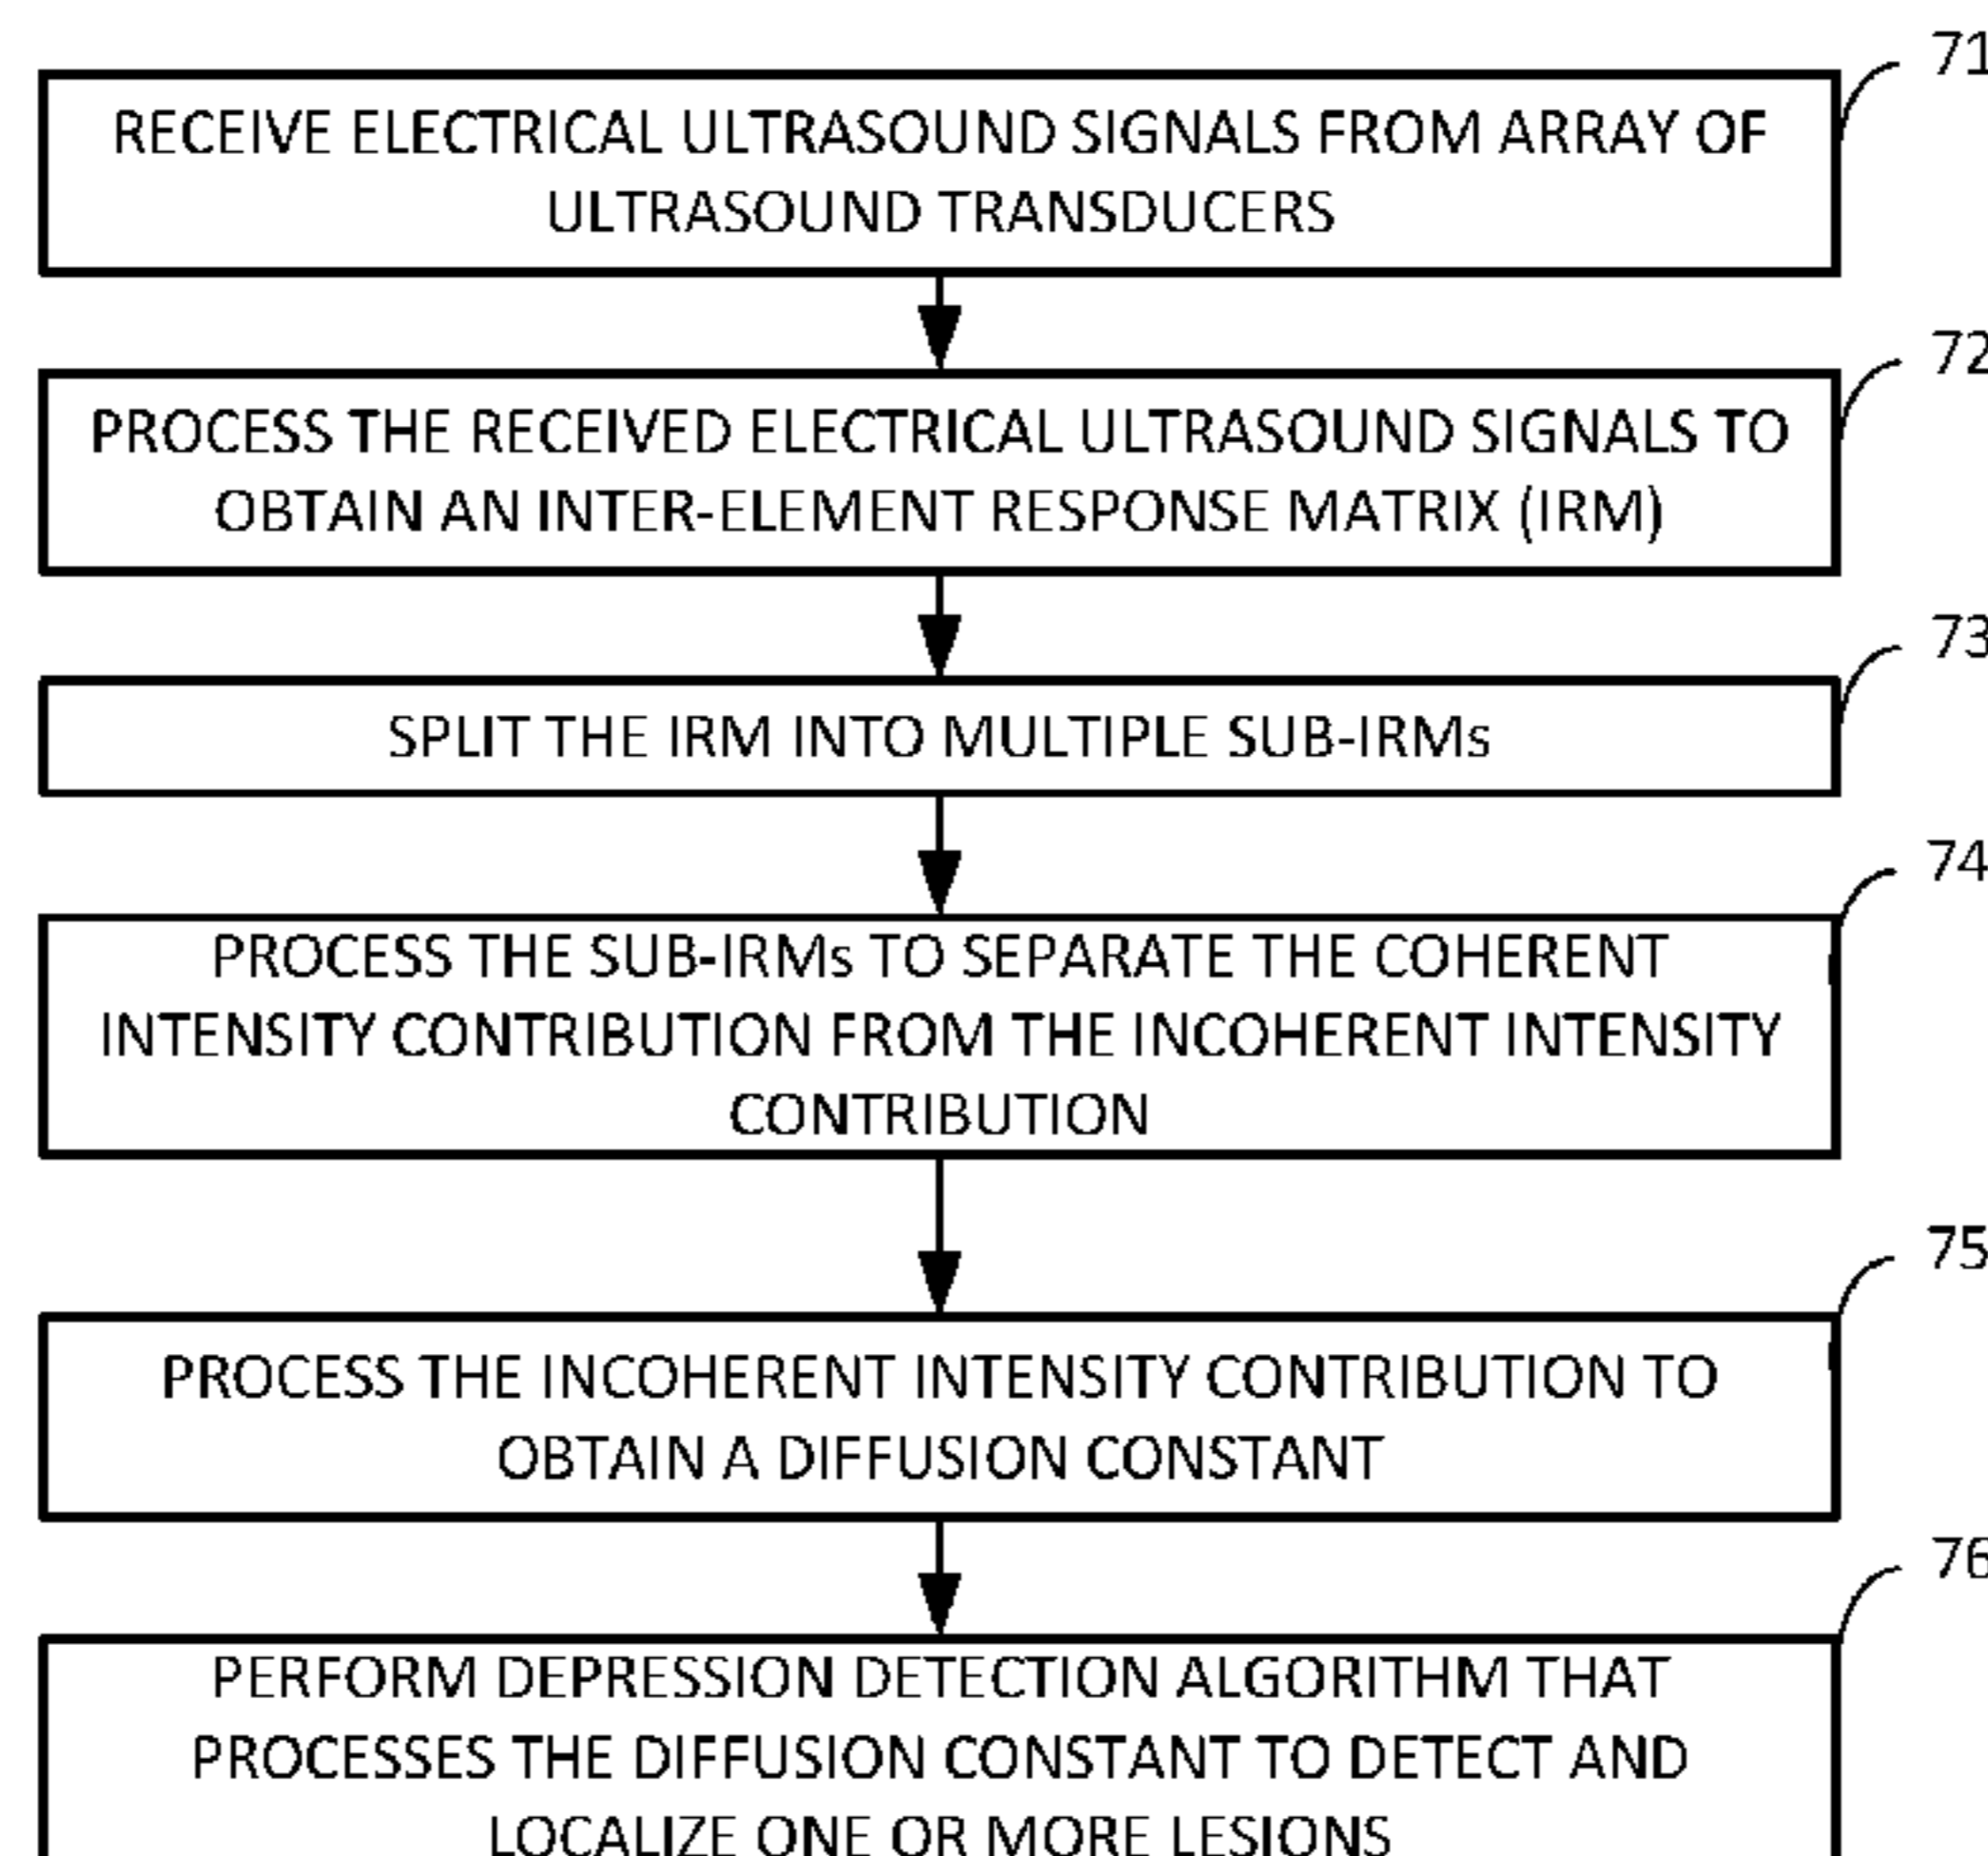 71
RECEIVE ELECTRICAL ULTRASOUND SIGNALS FROM ARRAY OF
ULTRASOUND TRANSDUCERS
72
PROCESS THE RECEIVED ELECTRICAL ULTRASOUND SIGNALS TO
OBTAIN AN INTER-ELEMENT RESPONSE MATRIX (IRM)
73
SPLIT THE IRM INTO MULTIPLE SUB-IRMs
74
PROCESS THE SUB-IRMs TO SEPARATE THE COHERENT
INTENSITY CONTRIBUTION FROM THE INCOHERENT INTENSITY
CONTRIBUTION
75
PROCESS THE INCOHERENT INTENSITY CONTRIBUTION TO
OBTAIN A DIFFUSION CONSTANT
76
PERFORM DEPRESSION DETECTION ALGORITHM THAT
PROCESSES THE DIFFUSION CONSTANT TO DETECT AND
LOCALIZE ONE OR MORE LESIONS